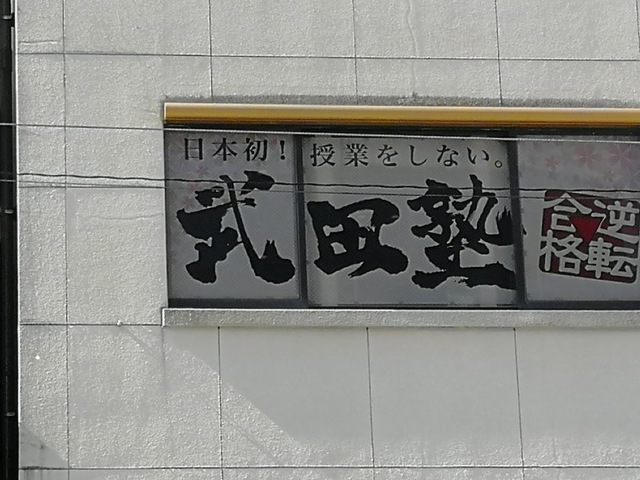 日本初！授業をしない。
武田塾
逆転
合格